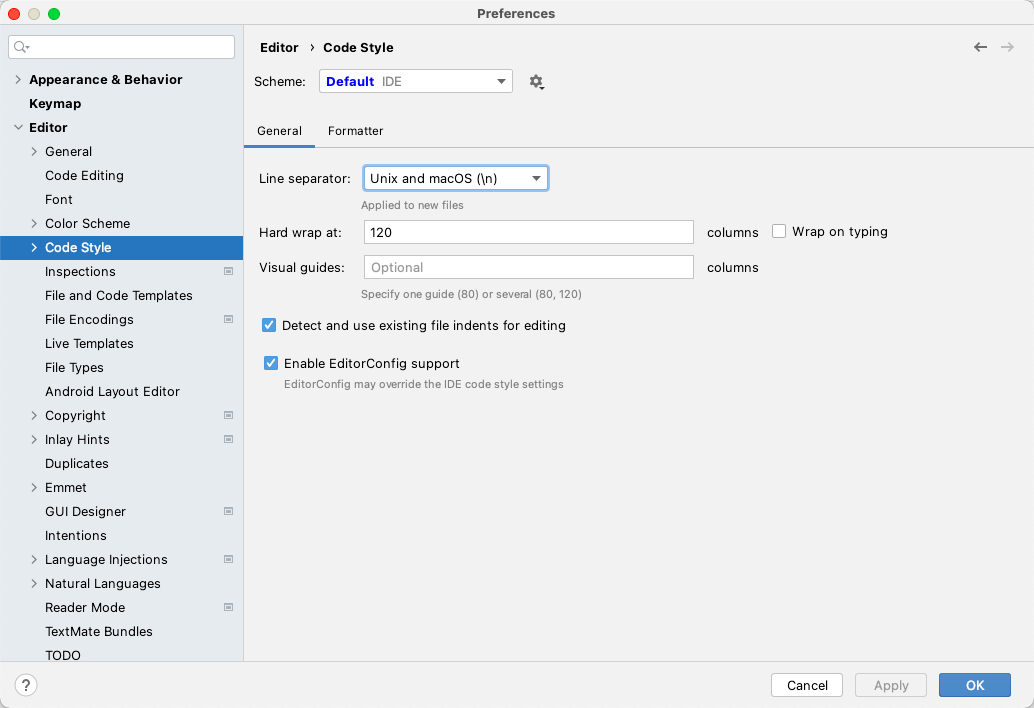 Preferences
Appearance & Behavior
Keymap
Editor
General
Code Editing
Font
Color Scheme
Code Style
Inspections
File and Code Templates
File Encodings
Live Templates
File Types
Android Layout Editor
Copyright
Inlay Hints
Duplicates
Emmet
GUI Designer
Intentions
Language Injections
Natural Languages
Reader Mode
TextMate Bundles
TODO
Editor › Code Style
Scheme: Default IDE
General Formatter
Line separator: Unix and macOS (\n)
Applied to new files
Hard wrap at: 120 columns Wrap on typing
Visual guides: Optional columns
Specify one guide (80) or several (80, 120)
Detect and use existing file indents for editing
Enable EditorConfig support
EditorConfig may override the IDE code style settings
? Cancel Apply OK